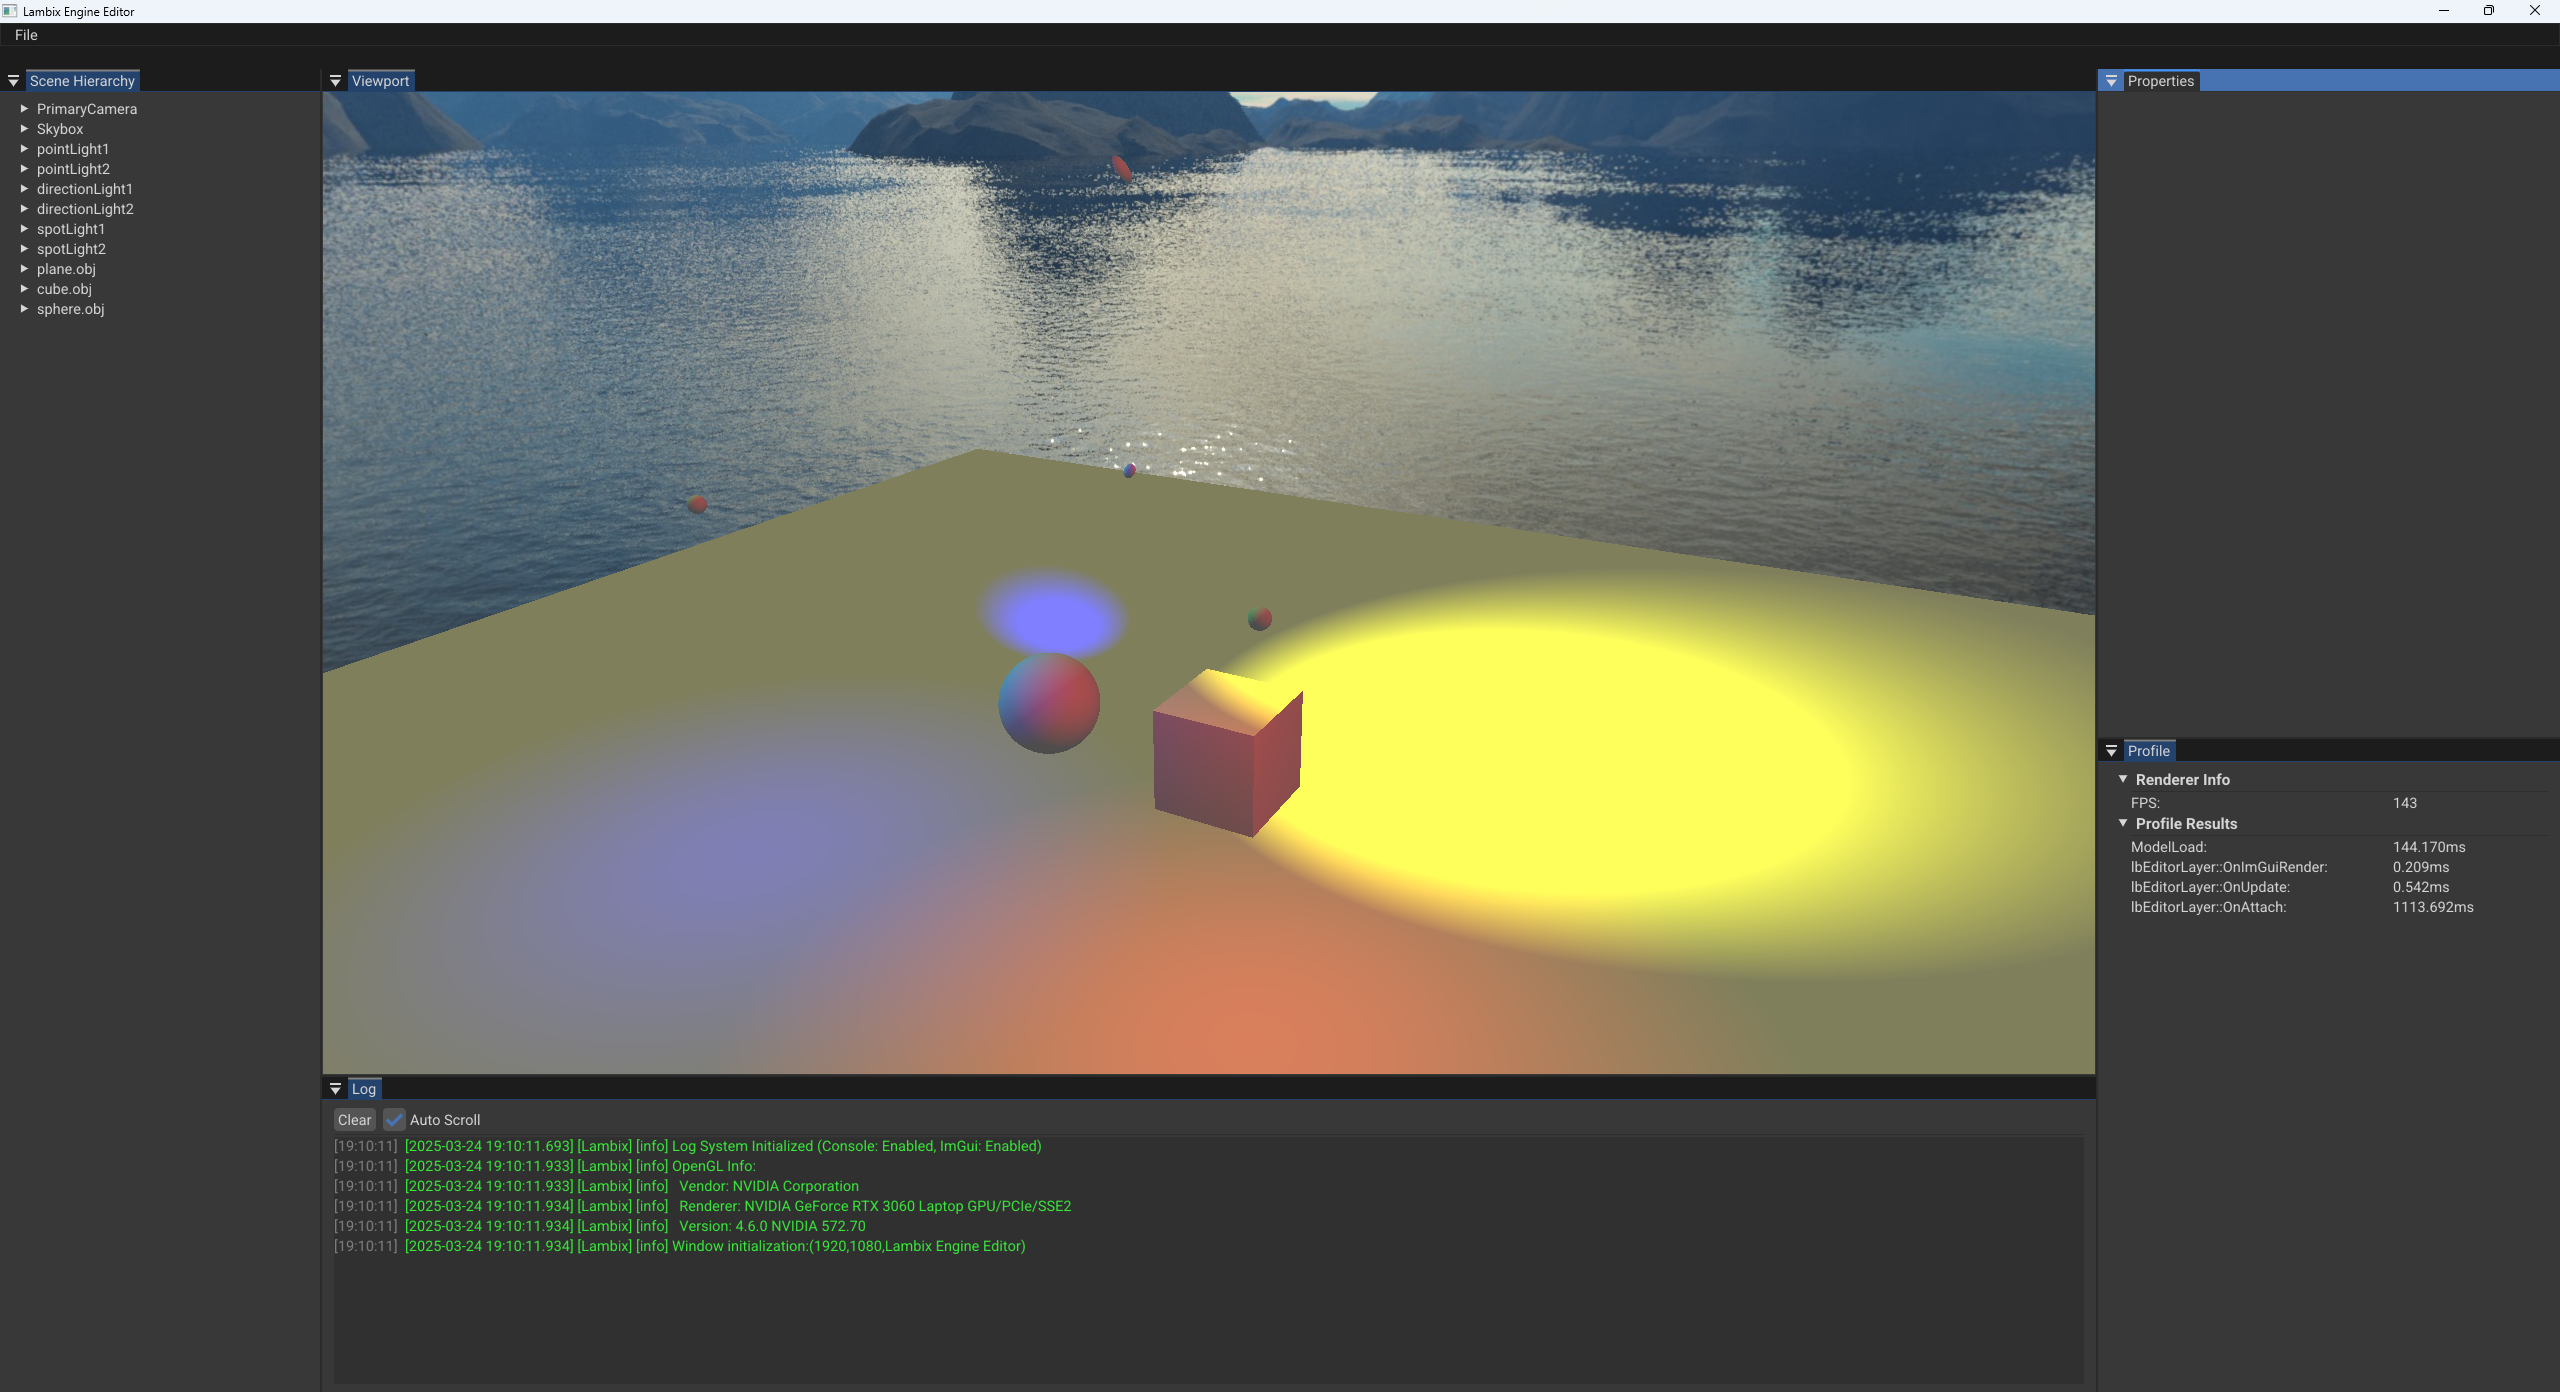 Lambix Engine Editor
File
Scene Hierarchy
PrimaryCamera
Skybox
pointLight1
pointLight2
directionLight1
directionLight2
spotLight1
spotLight2
plane.obj
cube.obj
sphere.obj
Viewport
Log
Clear Auto Scroll
[19:10:11] [2025-03-24 19:10:11.693] [Lambix] [info] Log System Initialized (Console: Enabled, ImGui: Enabled)
[19:10:11] [2025-03-24 19:10:11.933] [Lambix] [info] OpenGL Info:
[19:10:11] [2025-03-24 19:10:11.933] [Lambix] [info] Vendor: NVIDIA Corporation
[19:10:11] [2025-03-24 19:10:11.934] [Lambix] [info] Renderer: NVIDIA GeForce RTX 3060 Laptop GPU/PCIe/SSE2
[19:10:11] [2025-03-24 19:10:11.934] [Lambix] [info] Version: 4.6.0 NVIDIA 572.70
[19:10:11] [2025-03-24 19:10:11.934] [Lambix] [info] Window initialization:(1920,1080,Lambix Engine Editor)
Properties
Profile
Renderer Info
FPS: 143
Profile Results
ModelLoad: 144.170ms
lbEditorLayer::OnImGuiRender: 0.209ms
lbEditorLayer::OnUpdate: 0.542ms
lbEditorLayer::OnAttach: 1113.692ms